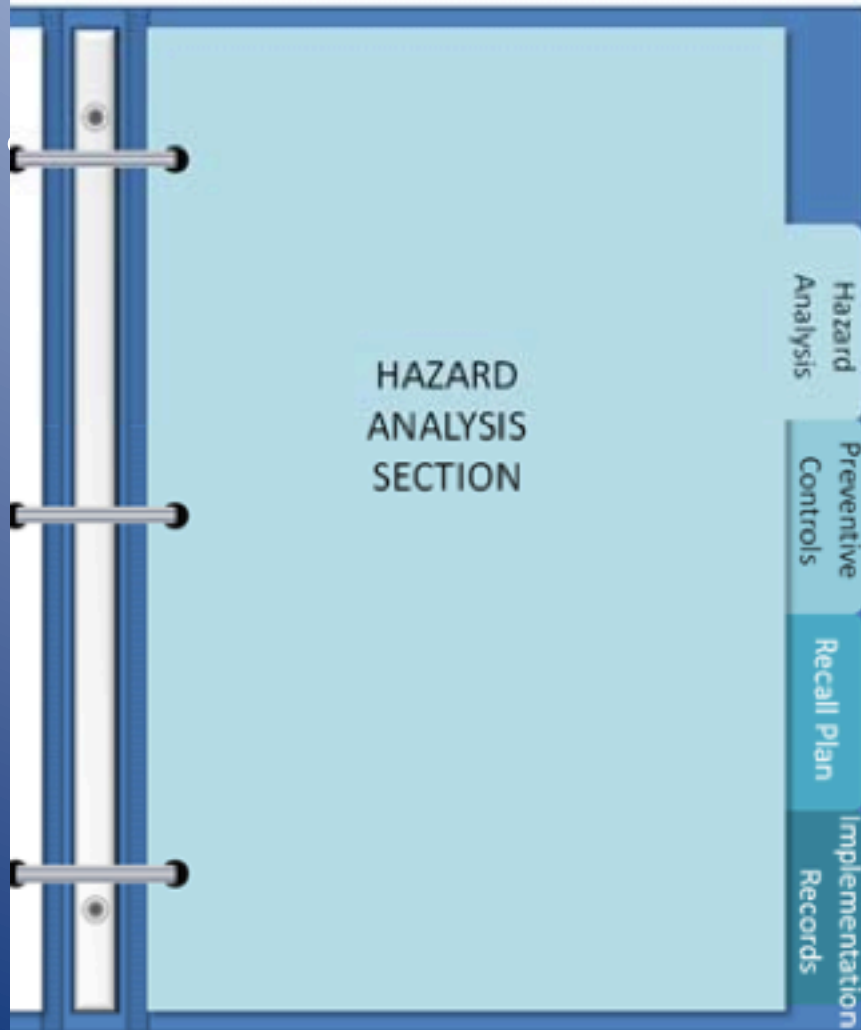 HAZARD
ANALYSIS
SECTION
Hazard
Analysis
Preventive
Controls
Recall Plan
Implementation
Records